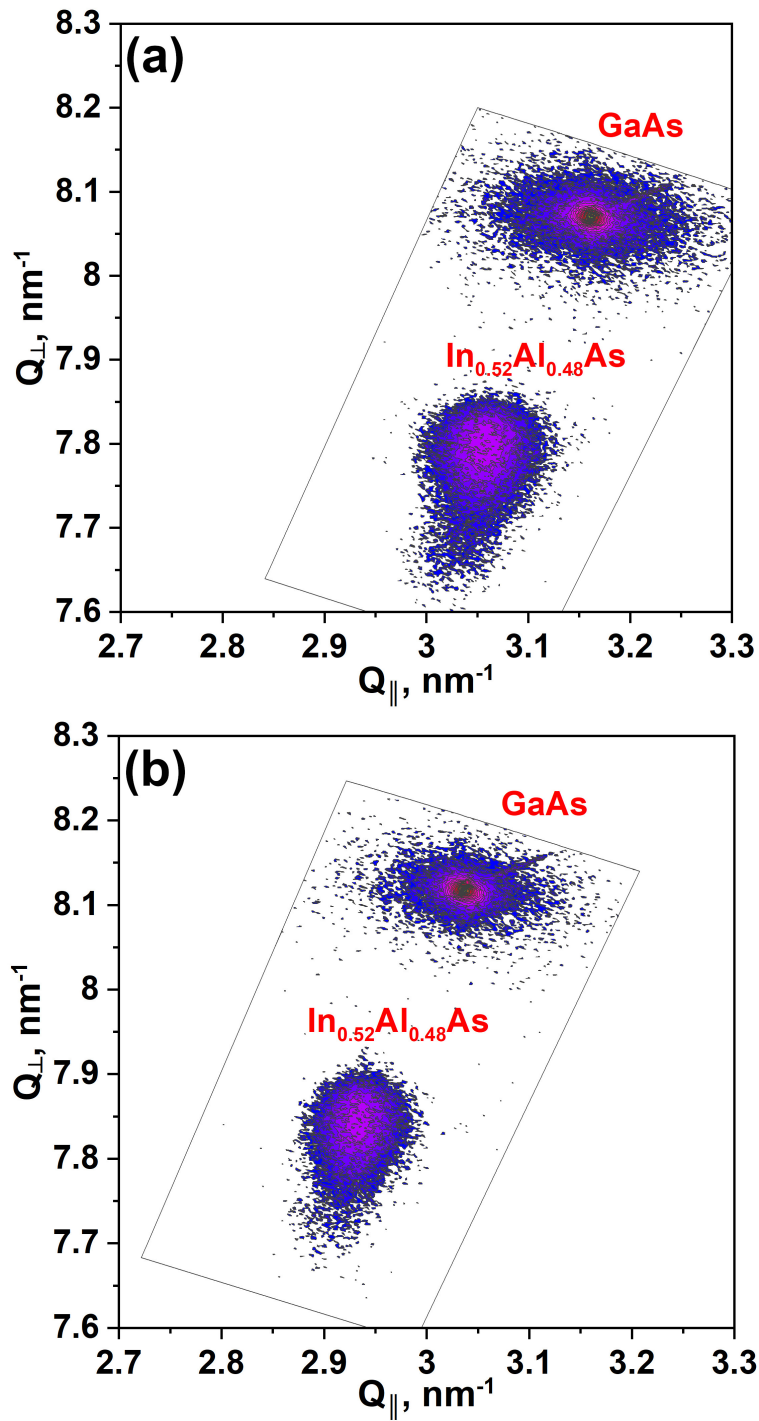 (a)
8.3
8.2
8.1
8
7.9
7.8
7.7
7.6
Q⊥, nm-1
GaAs
In0.52Al0.48As
2.7 2.8 2.9 3 3.1 3.2 3.3
Q∥, nm-1
(b)
8.3
8.2
8.1
8
7.9
7.8
7.7
7.6
Q⊥, nm-1
GaAs
In0.52Al0.48As
2.7 2.8 2.9 3 3.1 3.2 3.3
Q∥, nm-1